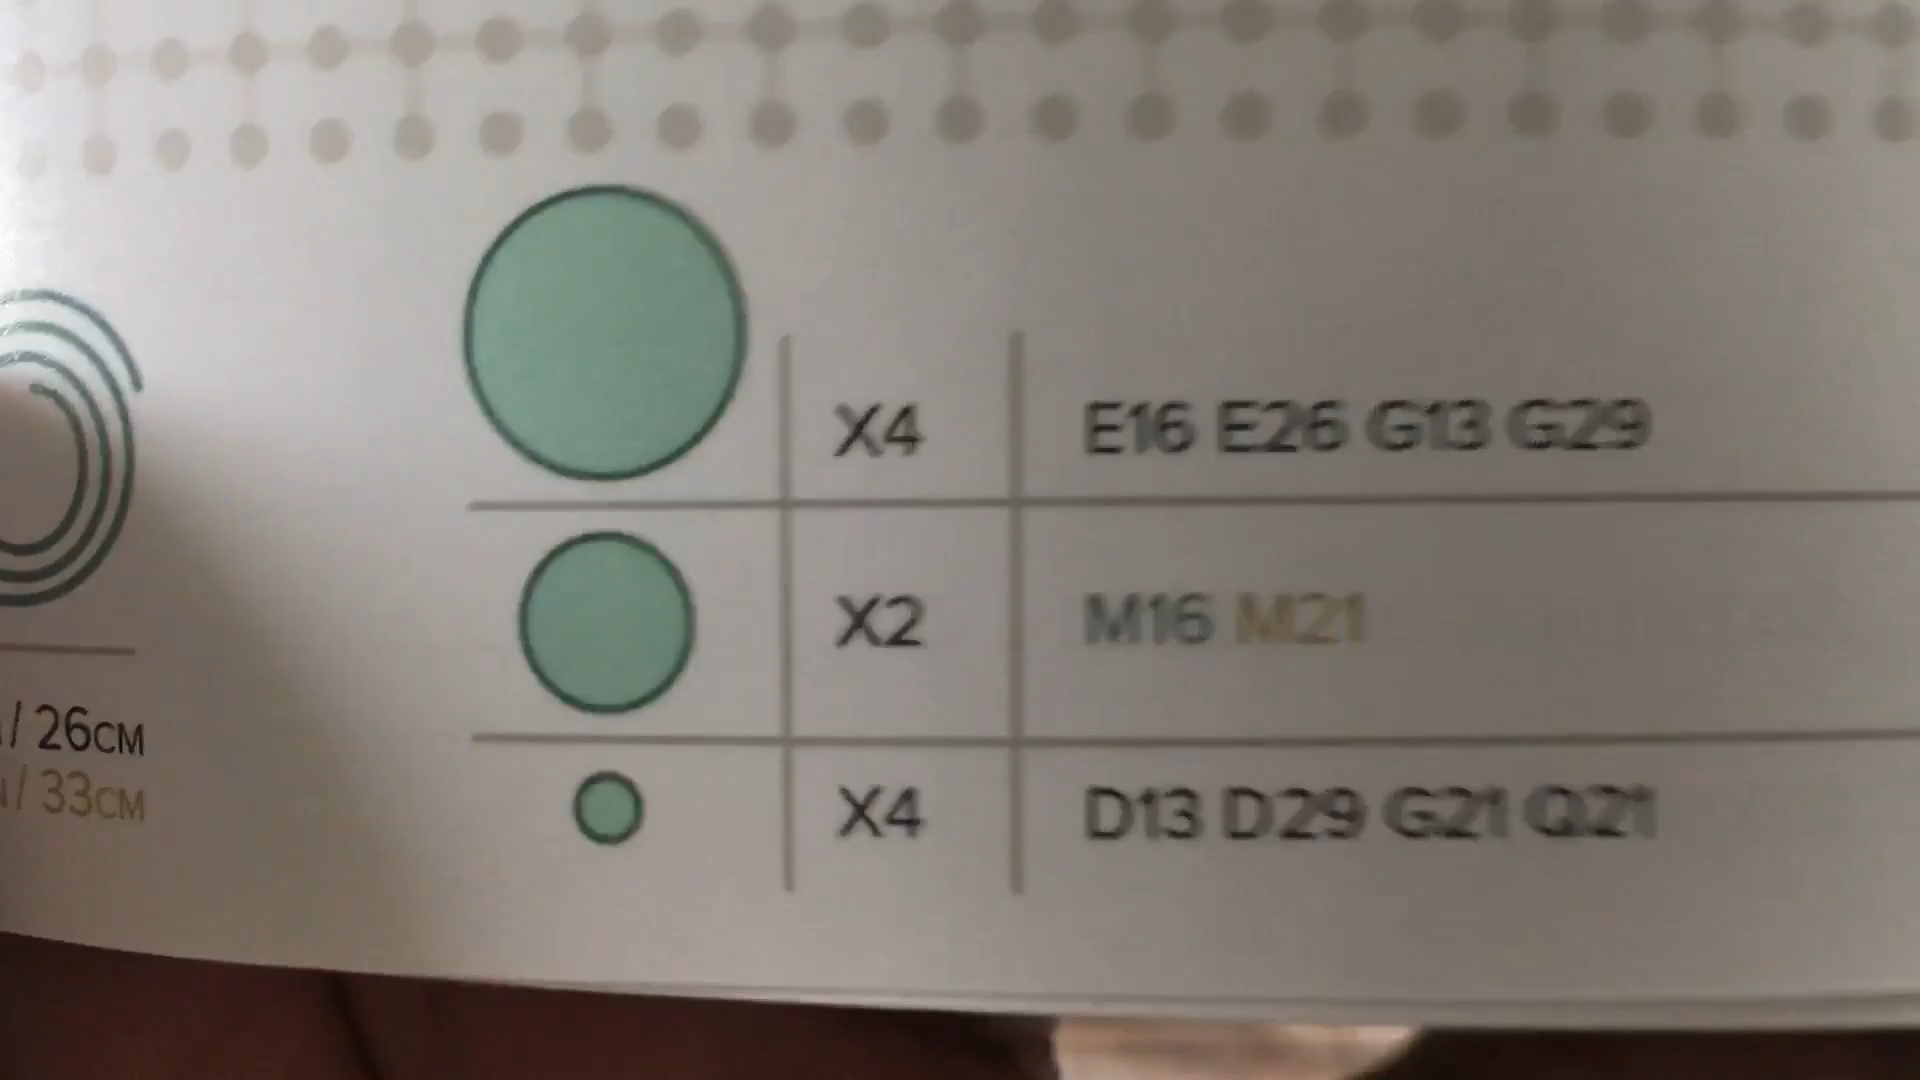 X4 E16 E26 G13 G29
X2 M16 M21
/ 26CM
/ 33CM
X4 D13 D29 G21 Q21